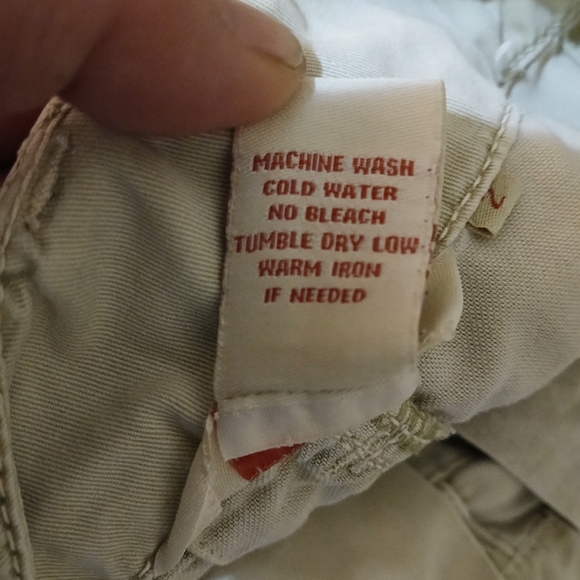 MACHINE WASH
COLD WATER
NO BLEACH
TUMBLE DRY LOW
WARM IRON
IF NEEDED